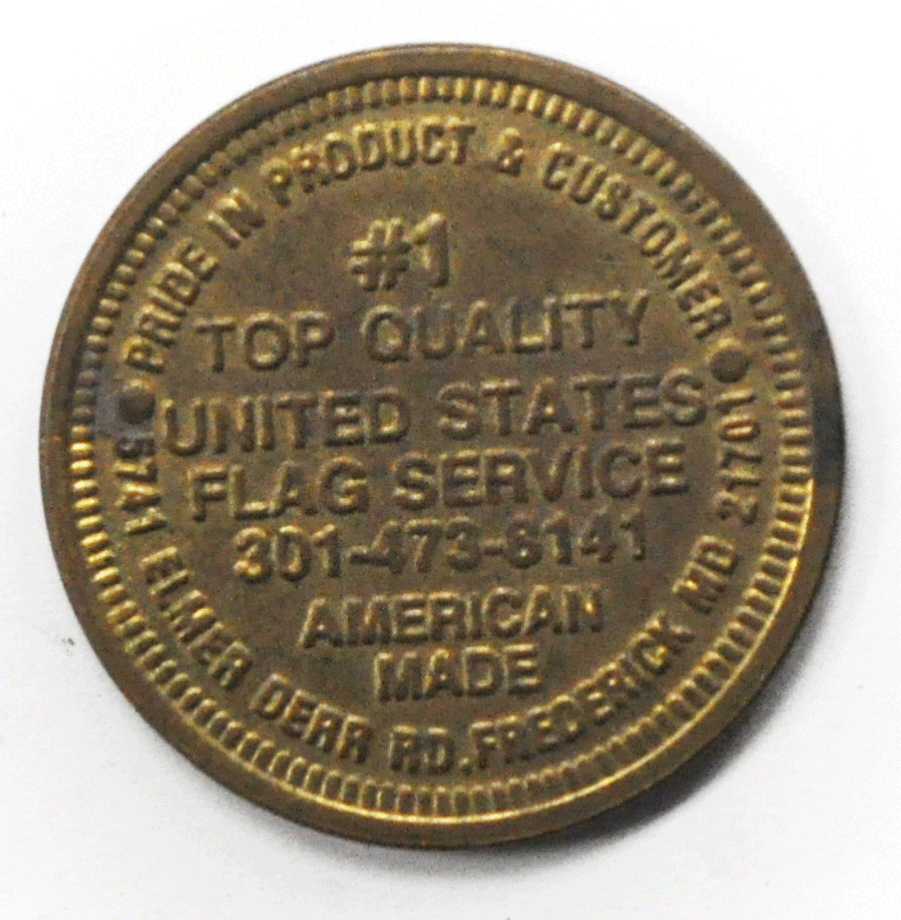 PRIDE IN PRODUCT & CUSTOMER
#1
TOP QUALITY
UNITED STATES
FLAG SERVICE
301-473-8141
AMERICAN
MADE
5741 ELMER DERR RD. FREDERICK MD 21701